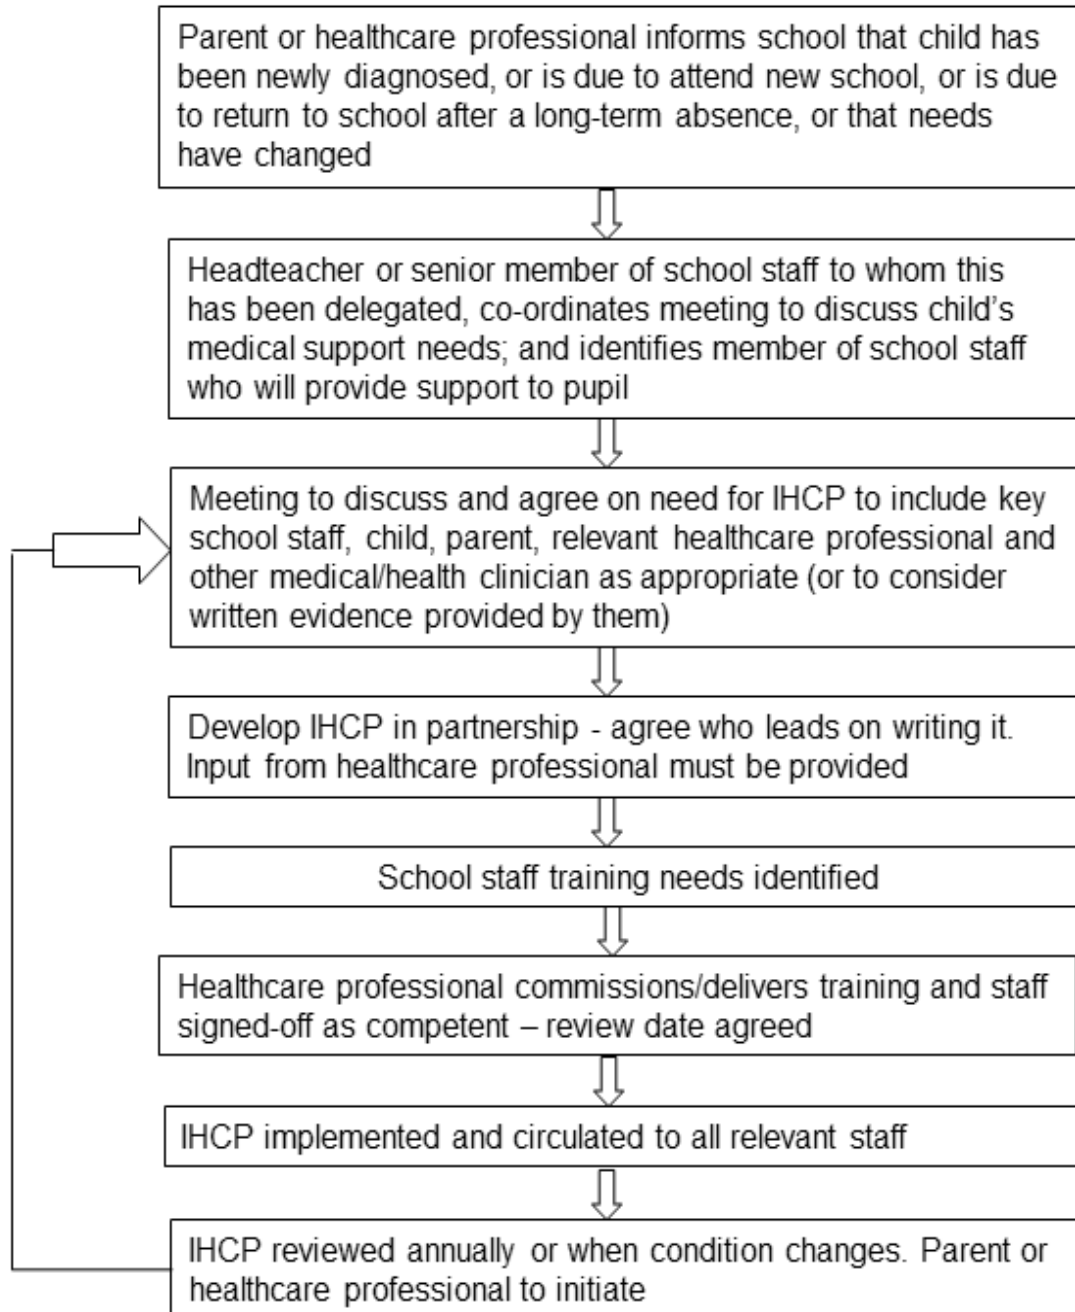 Parent or healthcare professional informs school that child has
been newly diagnosed, or is due to attend new school, or is due
to return to school after a long-term absence, or that needs
have changed
Headteacher or senior member of school staff to whom this
has been delegated, co-ordinates meeting to discuss child's
medical support needs; and identifies member of school staff
who will provide support to pupil
Meeting to discuss and agree on need for IHCP to include key
school staff, child, parent, relevant healthcare professional and
other medical/health clinician as appropriate (or to consider
written evidence provided by them)
Develop IHCP in partnership - agree who leads on writing it.
Input from healthcare professional must be provided
School staff training needs identified
Healthcare professional commissions/delivers training and staff
signed-off as competent – review date agreed
IHCP implemented and circulated to all relevant staff
IHCP reviewed annually or when condition changes. Parent or
healthcare professional to initiate